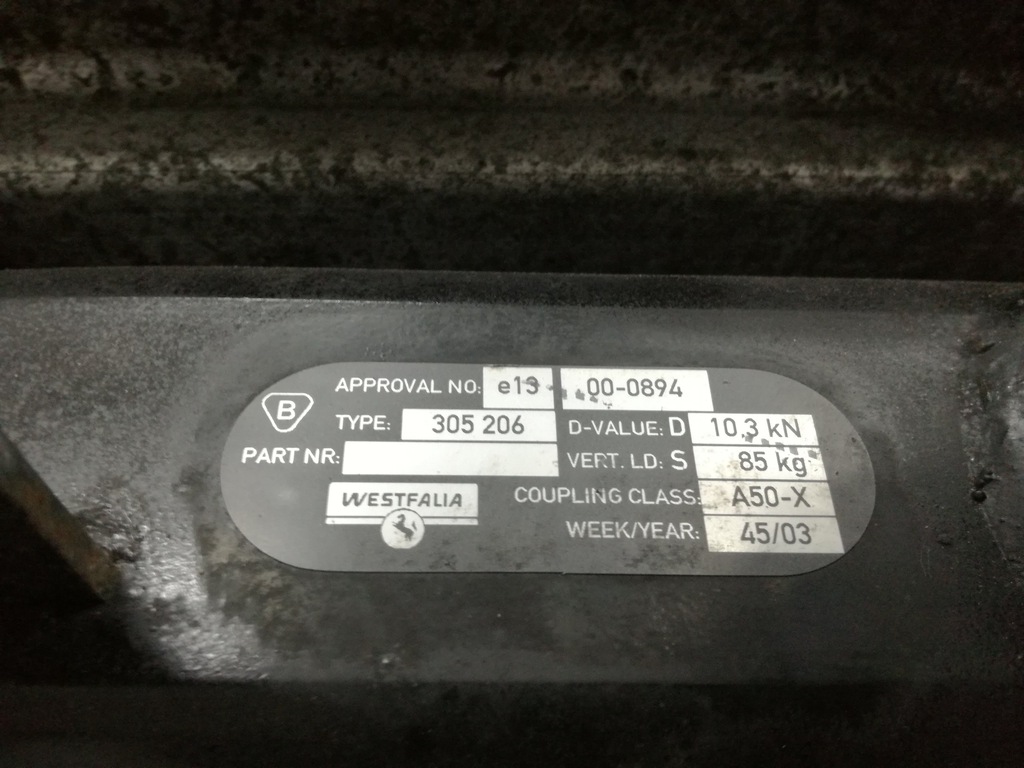 APPROVAL NO: e13 00-0894
B
TYPE: 305 206 D-VALUE: D 10,3 kN
PART NR: VERT. LD: S 85 kg
WESTFALIA COUPLING CLASS: A50-X
WEEK/YEAR: 45/03